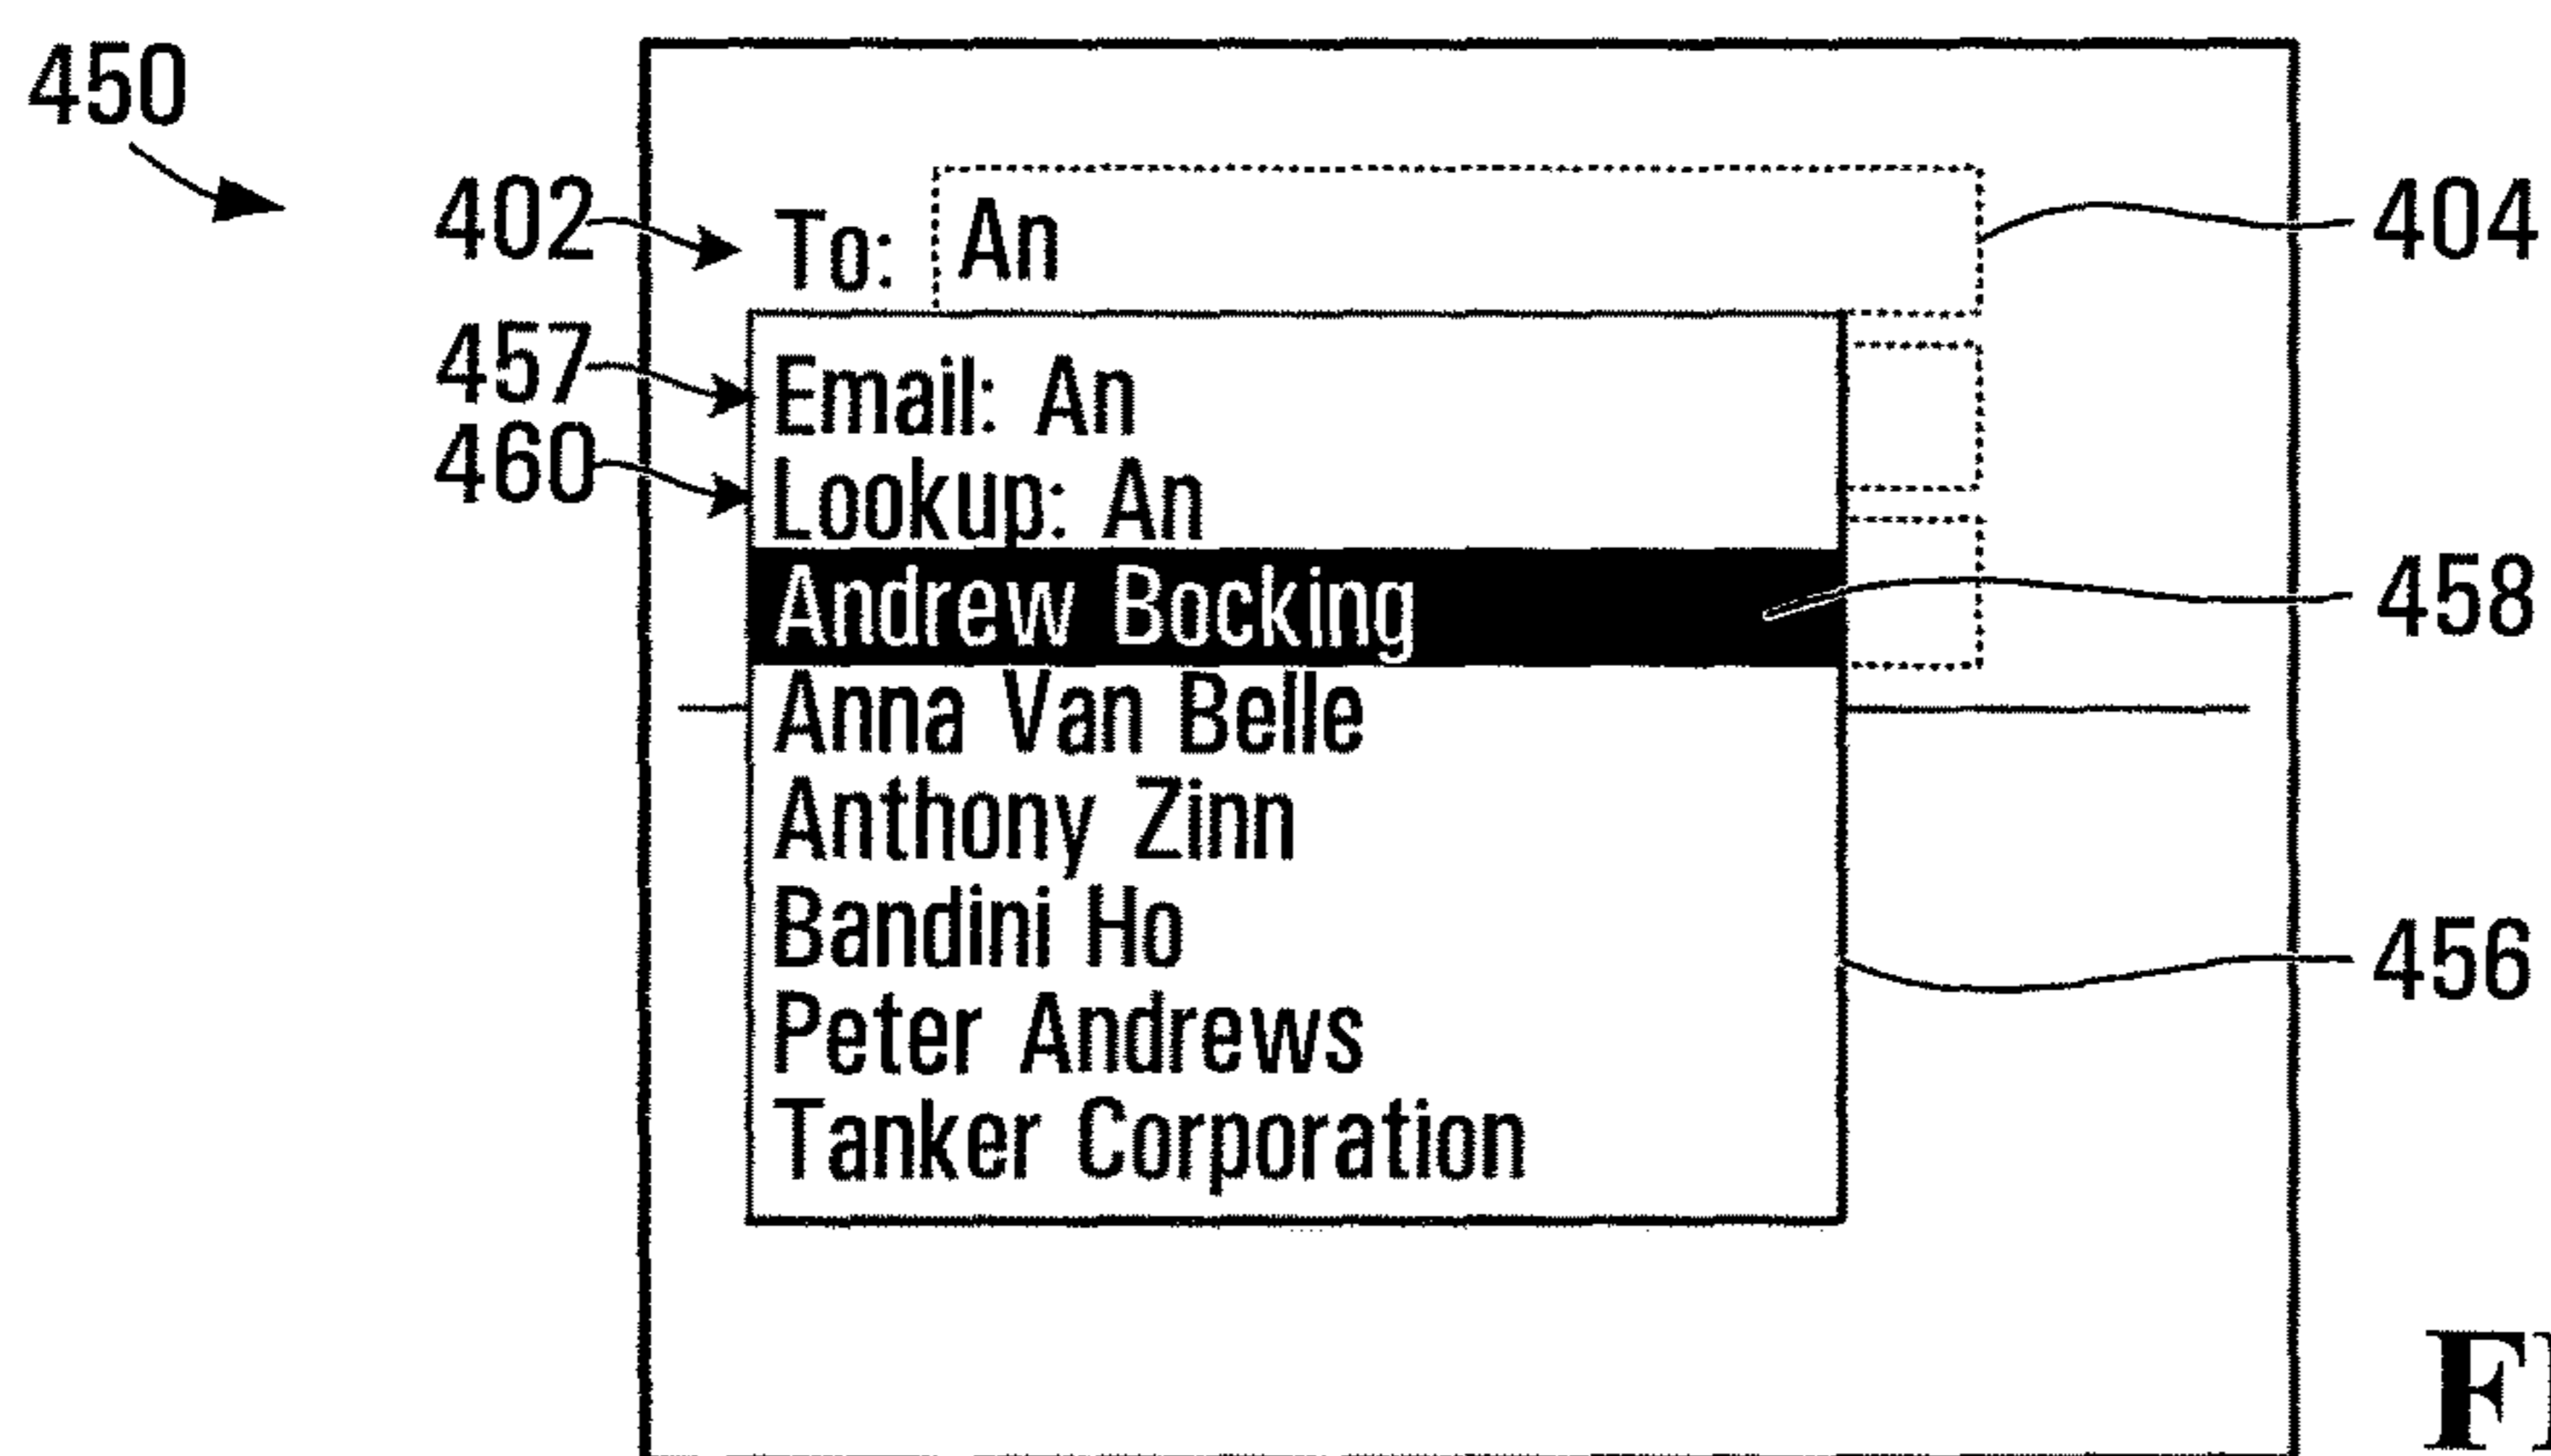 450
402 To: An 404
457 Email: An
460 Lookup: An
Andrew Bocking 458
Anna Van Belle
Anthony Zinn
Bandini Ho 456
Peter Andrews
Tanker Corporation